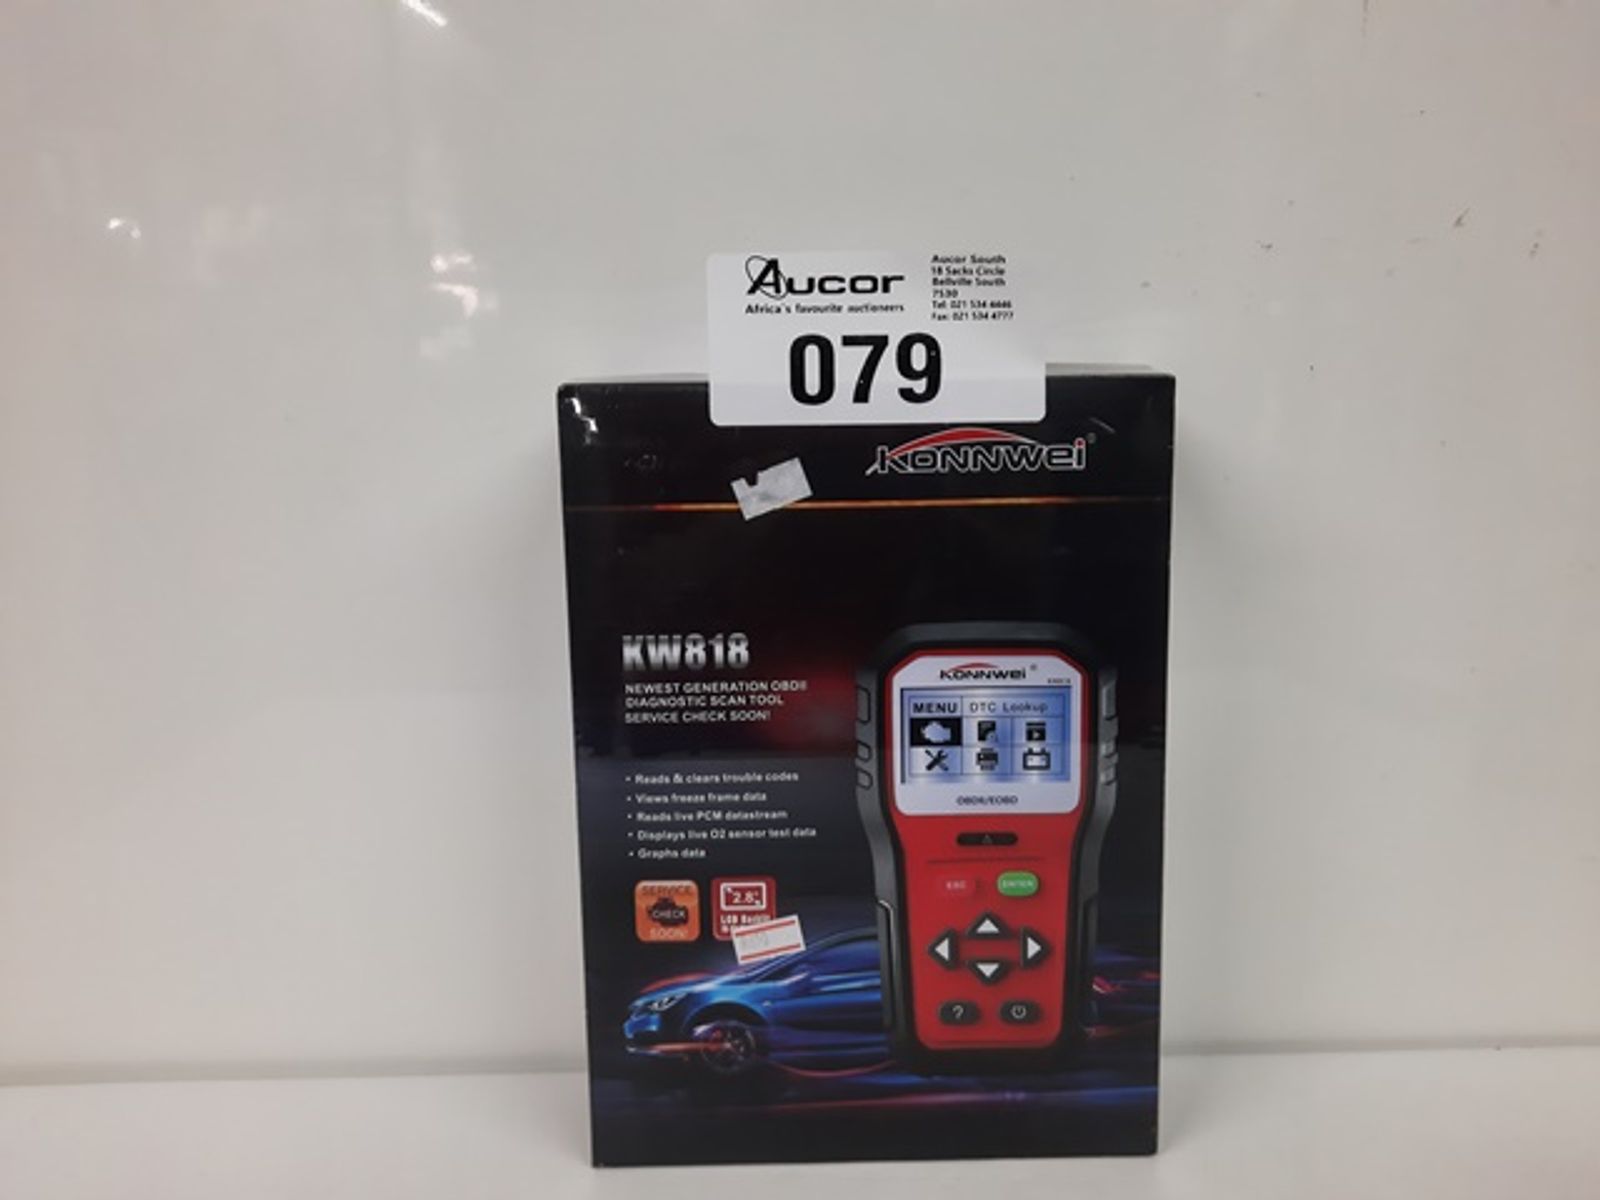 Aucor
Africa's favourite auctioneers
Aucor South
18 Sacks Circle
Bellville South
7530
Tel: 021 534 4446
Fax: 021 534 4777
079
KONNWEI®
KW818
NEWEST GENERATION OBDII
DIAGNOSTIC SCAN TOOL
SERVICE CHECK SOON!
• Reads & clears trouble codes
• Views freeze frame data
• Reads live PCM datastream
• Displays live O2 sensor test data
• Graphs data
SERVICE
CHECK
SOON!
2.8"
KONNWEI®
MENU DTC Lookup
OBDII/EOBD
ESC
ENTER
?